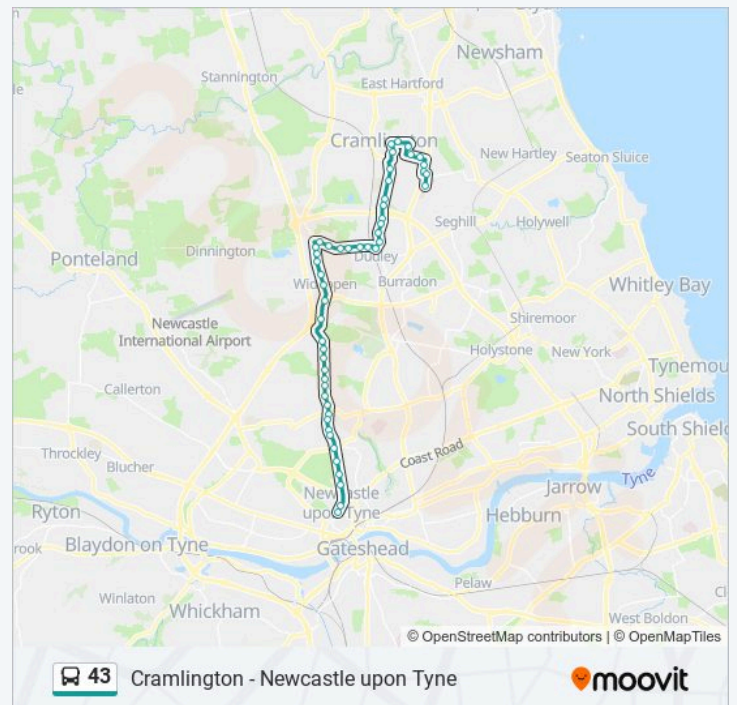 Newsham
Stannington
East Hartford
Cramlington
New Hartley
Seaton Sluice
Seghill
Holywell
Ponteland
Dinnington
Dudley
Wideopen
Burradon
Whitley Bay
Newcastle
International Airport
Shiremoor
Holystone
New York
Tynemou
Callerton
North Shields
South Shield
Throckley
Blucher
Coast Road
Tyne
Newcastle
upon Tyne
Jarrow
Ryton
Hebburn
rook
Blaydon on Tyne
Gateshead
Pelaw
Winlaton
Whickham
West Boldon
© OpenStreetMap contributors | © OpenMapTiles
43 Cramlington - Newcastle upon Tyne
moovit